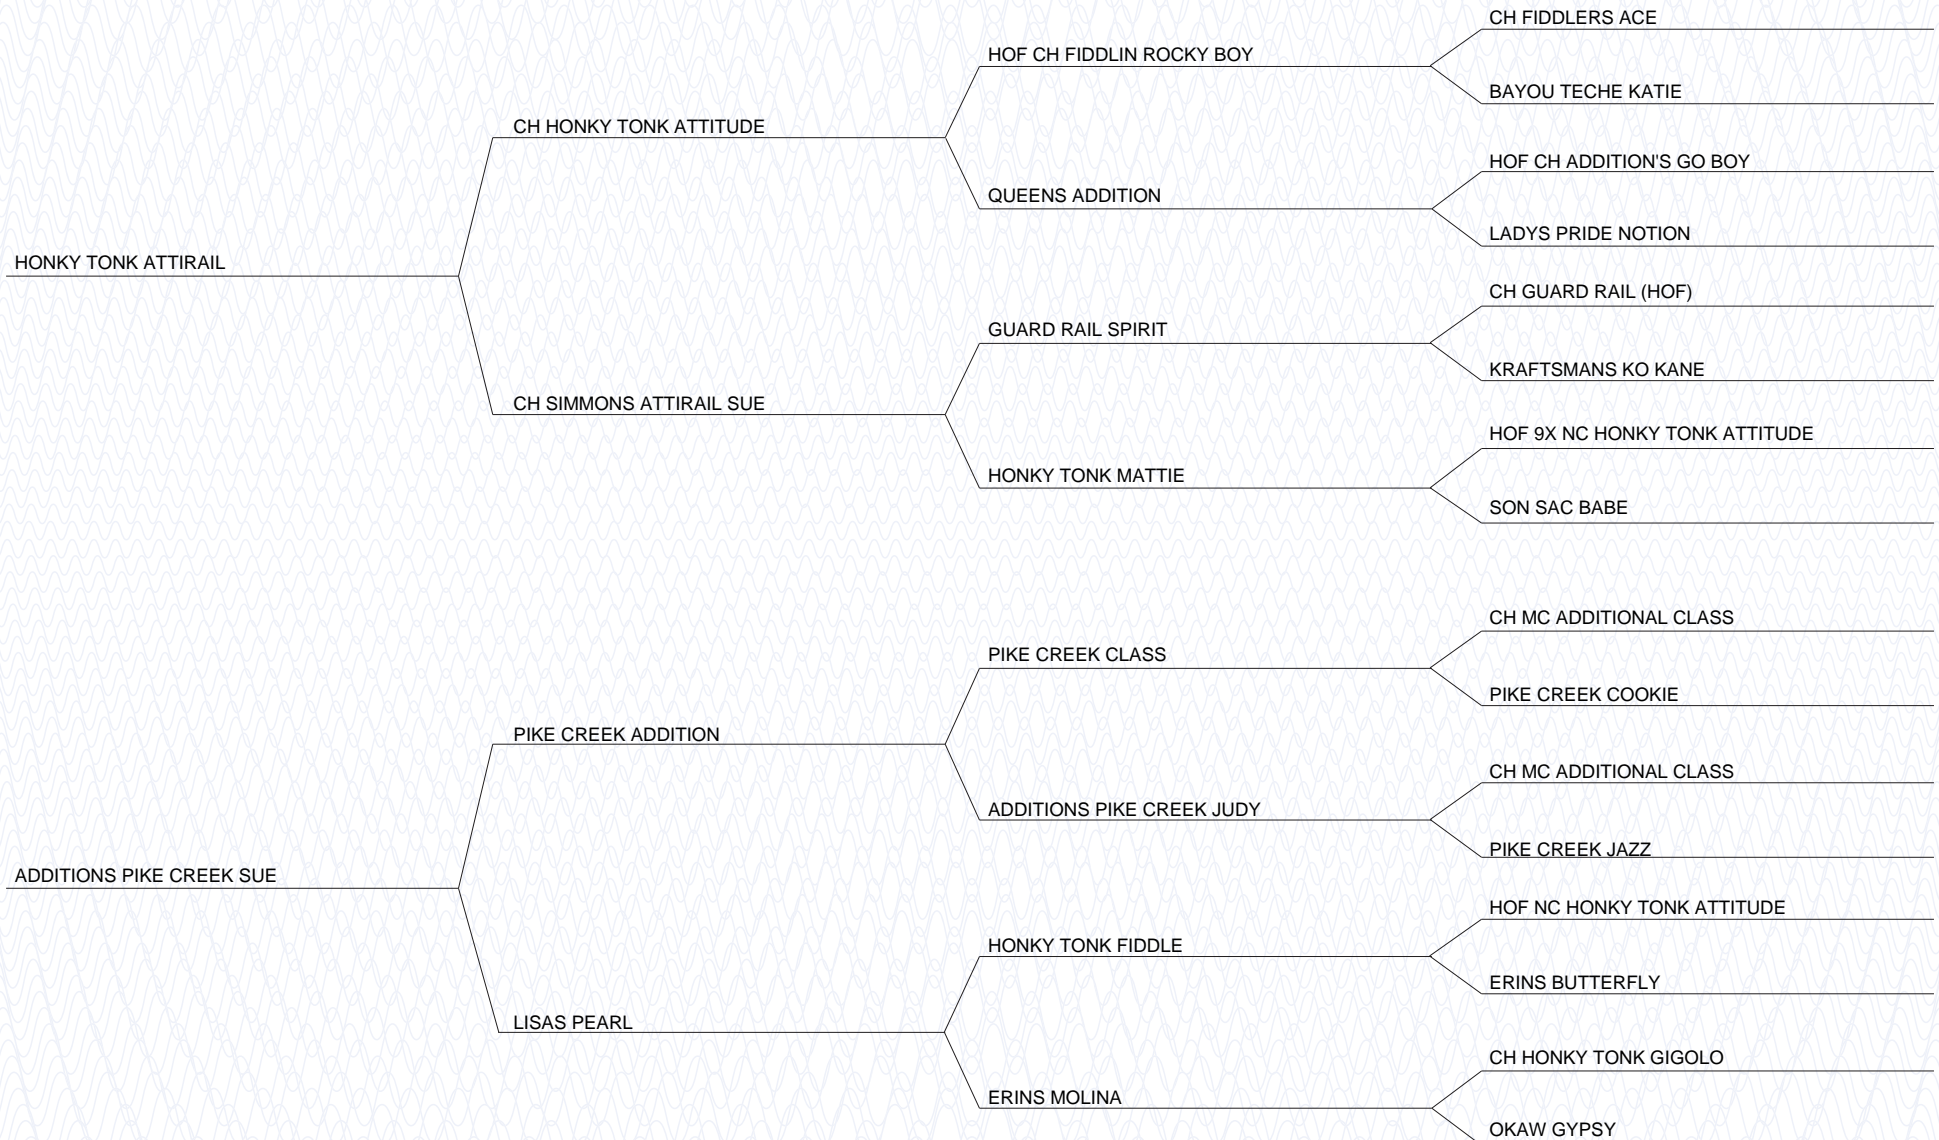 CH FIDDLERS ACE
HOF CH FIDDLIN ROCKY BOY
BAYOU TECHE KATIE
CH HONKY TONK ATTITUDE
HOF CH ADDITION'S GO BOY
QUEENS ADDITION
LADYS PRIDE NOTION
HONKY TONK ATTIRAIL
CH GUARD RAIL (HOF)
GUARD RAIL SPIRIT
KRAFTSMANS KO KANE
CH SIMMONS ATTIRAIL SUE
HOF 9X NC HONKY TONK ATTITUDE
HONKY TONK MATTIE
SON SAC BABE
CH MC ADDITIONAL CLASS
PIKE CREEK CLASS
PIKE CREEK COOKIE
PIKE CREEK ADDITION
CH MC ADDITIONAL CLASS
ADDITIONS PIKE CREEK JUDY
PIKE CREEK JAZZ
ADDITIONS PIKE CREEK SUE
HOF NC HONKY TONK ATTITUDE
HONKY TONK FIDDLE
ERINS BUTTERFLY
LISAS PEARL
CH HONKY TONK GIGOLO
ERINS MOLINA
OKAW GYPSY